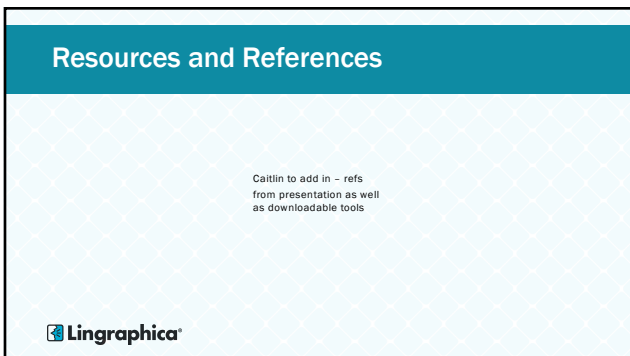 Resources and References
Caitlin to add in – refs
from presentation as well
as downloadable tools
Lingraphica®